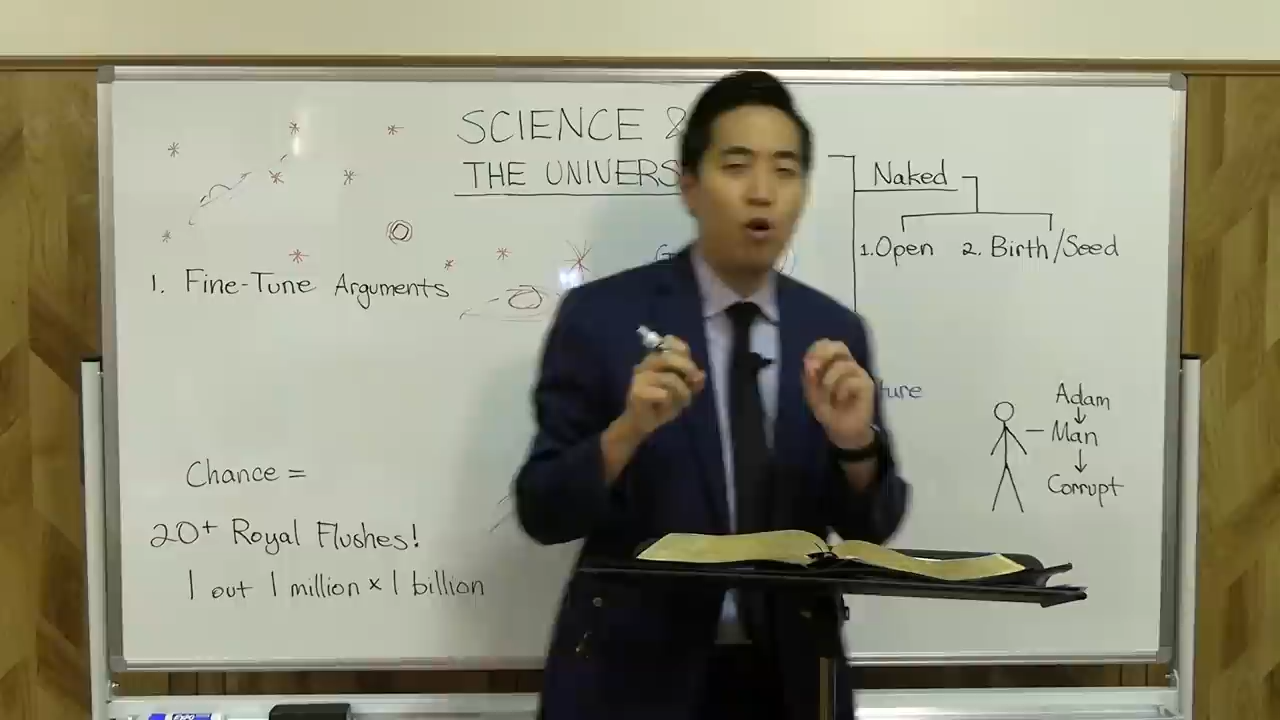 SCIENCE &
THE UNIVERS
1. Fine-Tune Arguments
Chance =
20+ Royal Flushes!
1 out 1 million × 1 billion
Naked
1. Open 2. Birth/Seed
ture
Adam
Man
Corrupt
EXPO